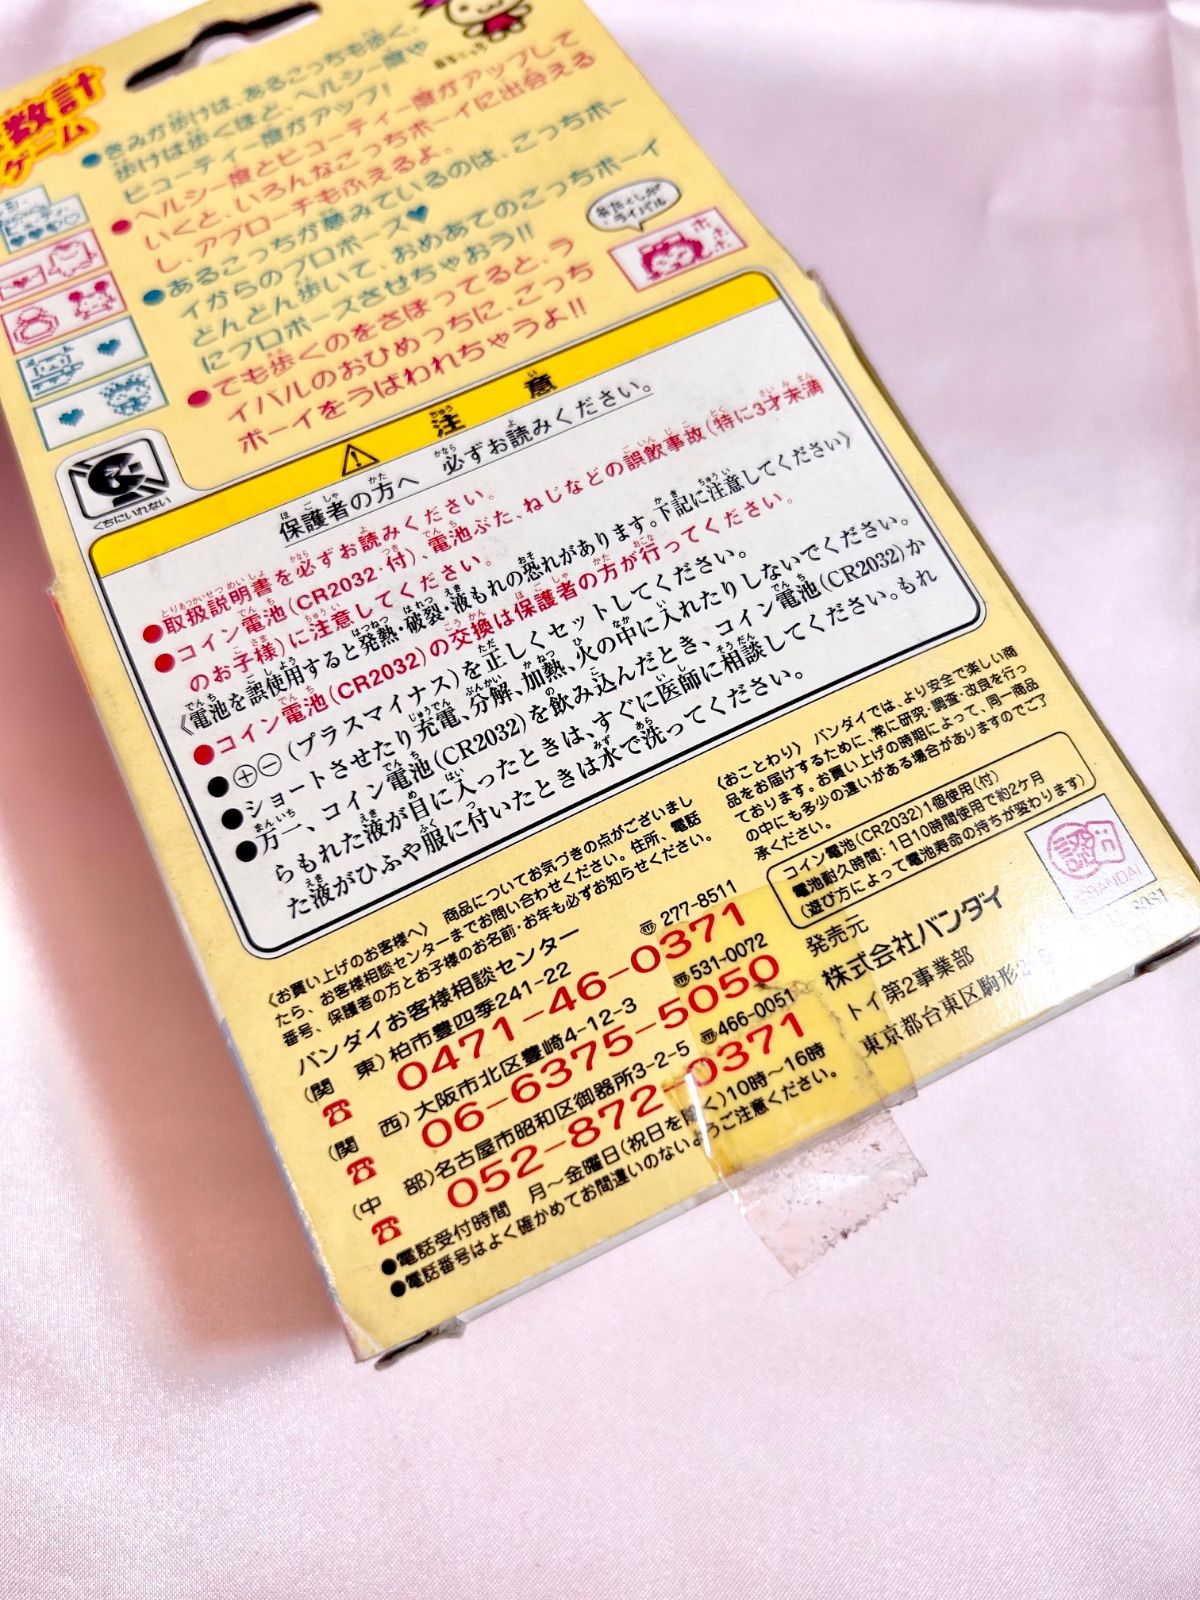 数計
ゲーム
●きみが歩けば、あるこっちも歩く。
歩けば歩くほど、ヘルシー度や
ビューティー度がアップ!
●ヘルシー度とビューティー度がアップして
いくと、いろんなこっちボーイに出会える
し、アプローチもふえるよ。
●あるこっちが夢みているのは、こっちボーイ
イからのプロポーズ♥
どんどん歩いて、おめあてのこっちボーイ
にプロポーズさせちゃおう!!
●でも歩くのをさぼってると、ラ
イバルのおひめっちに、こっち
ボーイをうばわれちゃうよ!!
わたくしが
ライバル
ホホホ
注意
くちにいれない
保護者の方へ 必ずお読みください。
●取扱説明書を必ずお読みください。
●コイン電池(CR2032・付)、電池ぶた、ねじなどの誤飲事故(特に3才未満
のお子様)に注意してください。
《電池を誤使用すると発熱・破裂・液もれの恐れがあります。下記に注意してください》
●コイン電池(CR2032)の交換は保護者の方が行ってください。
●⊕⊖(プラスマイナス)を正しくセットしてください。
●ショートさせたり充電、分解、加熱、火の中に入れたりしないでください。
●万一、コイン電池(CR2032)を飲み込んだとき、コイン電池(CR2032)か
らもれた液が目に入ったときは、すぐに医師に相談してください。もれ
た液がひふや服に付いたときは水で洗ってください。
〈お買い上げのお客様へ〉 商品についてお気づきの点がございまし
たら、お客様相談センターまでお問い合わせください。住所、電話
番号、保護者の方とお子様のお名前・お年も必ずお知らせください。
バンダイお客様相談センター
(関 東)柏市豊四季241-22 〒277-8511
☎ 0471-46-0371
(関 西)大阪市北区豊崎4-12-3 〒531-0072
☎ 06-6375-5050
(中 部)名古屋市昭和区御器所3-2-5 〒466-0051
☎ 052-872-0371
●電話受付時間 月〜金曜日(祝日を除く)10時〜16時
●電話番号はよく確かめてお間違いのないようご注意ください。
〈おことわり〉 バンダイでは、より安全で楽しい商
品をお届けするために、常に研究・調査・改良を行っ
ております。お買い上げの時期によって、同一商品
の中にも多少の違いがある場合がありますのでご了
承ください。
コイン電池(CR2032)1個使用(付)
電池耐久時間:1日10時間使用で約2ケ月
(遊び方によって電池寿命の持ちが変わります)
発売元
株式会社バンダイ
トイ第2事業部
東京都台東区駒形2-5
認
©BANDAI